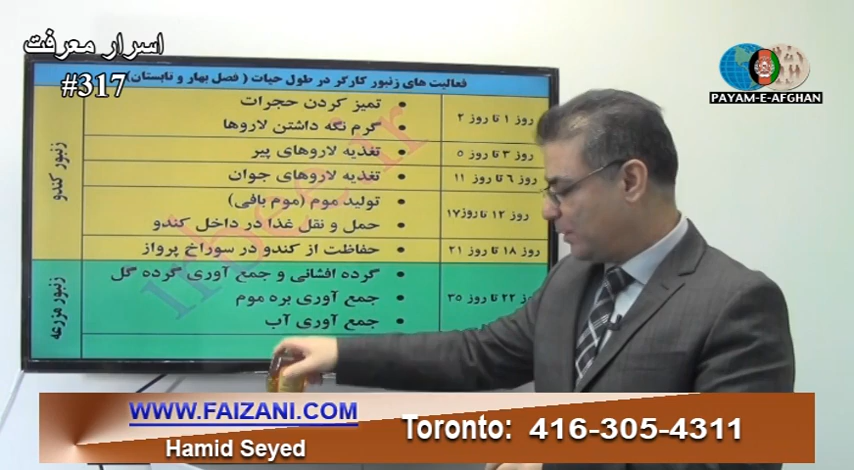 اسرار معرفت
#317
PAYAM-E-AFGHAN
فعالیت های زنبور کارگر در طول حیات ( فصل بهار و تابستان)
زنبور کندو
روز ۱ تا روز ۲
تمیز کردن حجرات
گرم نگه داشتن لاروها
روز ۳ تا روز ۵
تغذیه لاروهای پیر
روز ۶ تا روز ۱۱
تغذیه لاروهای جوان
روز ۱۲ تا روز ۱۷
تولید موم (موم بافی)
حمل و نقل غذا در داخل کندو
روز ۱۸ تا روز ۲۱
حفاظت از کندو در سوراخ پرواز
زنبور مزرعه
۲۲ تا روز ۳۵
گرده افشانی و جمع آوری گرده گل
جمع آوری بره موم
جمع آوری آب
WWW.FAIZANI.COM
Hamid Seyed
Toronto: 416-305-4311